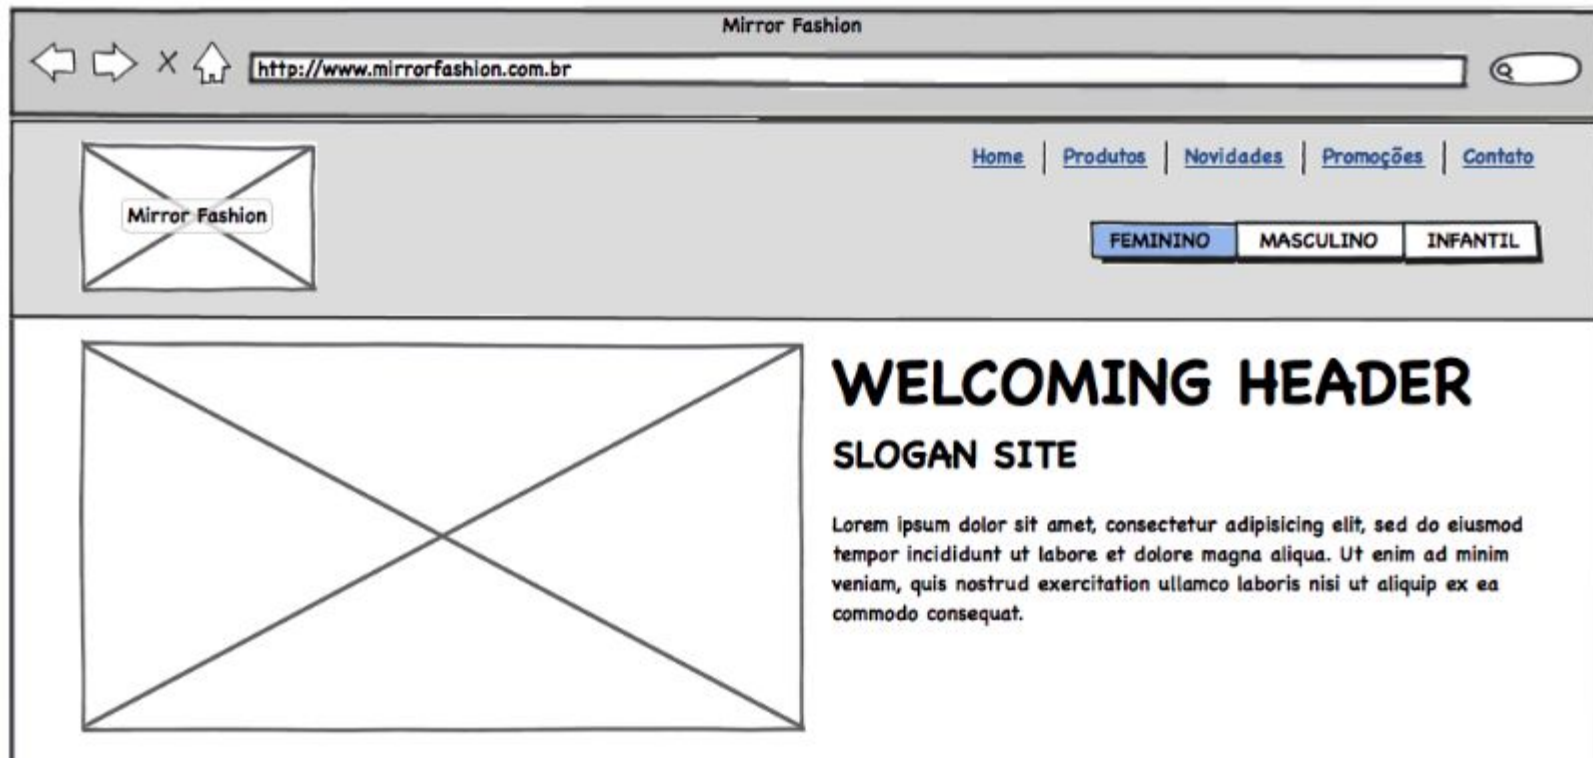 Mirror Fashion
http://www.mirrorfashion.com.br
Home | Produtos | Novidades | Promoções | Contato
Mirror Fashion
FEMININO MASCULINO INFANTIL
WELCOMING HEADER
SLOGAN SITE
Lorem ipsum dolor sit amet, consectetur adipisicing elit, sed do eiusmod
tempor incididunt ut labore et dolore magna aliqua. Ut enim ad minim
veniam, quis nostrud exercitation ullamco laboris nisi ut aliquip ex ea
commodo consequat.